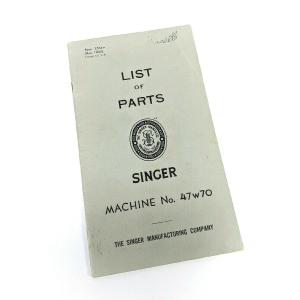 LIST
OF
PARTS
SINGER
MACHINE No. 47w70
THE SINGER MANUFACTURING COMPANY